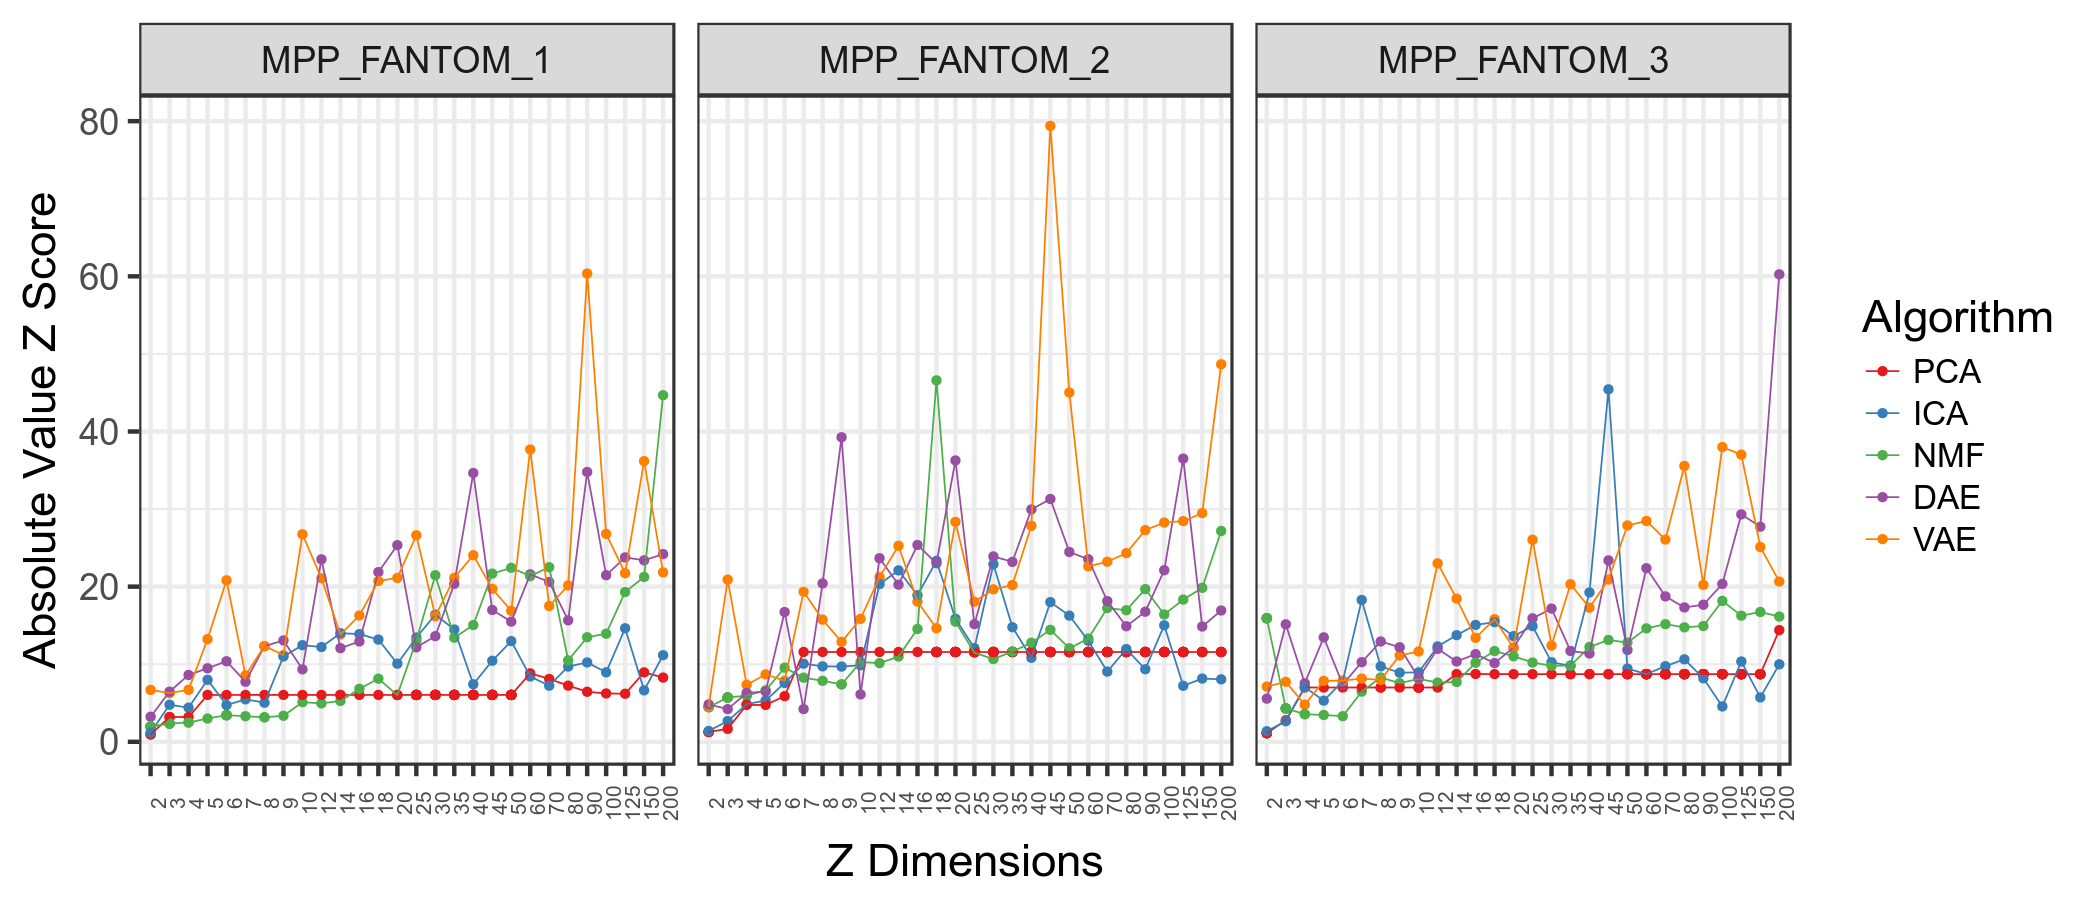 MPP_FANTOM_1 MPP_FANTOM_2 MPP_FANTOM_3
Absolute Value Z Score
80
60
40
20
0
2 3 4 5 6 7 8 9 10 12 14 16 18 20 25 30 35 40 45 50 60 70 80 90 100 125 150 200
2 3 4 5 6 7 8 9 10 12 14 16 18 20 25 30 35 40 45 50 60 70 80 90 100 125 150 200
2 3 4 5 6 7 8 9 10 12 14 16 18 20 25 30 35 40 45 50 60 70 80 90 100 125 150 200
Z Dimensions
Algorithm
PCA
ICA
NMF
DAE
VAE